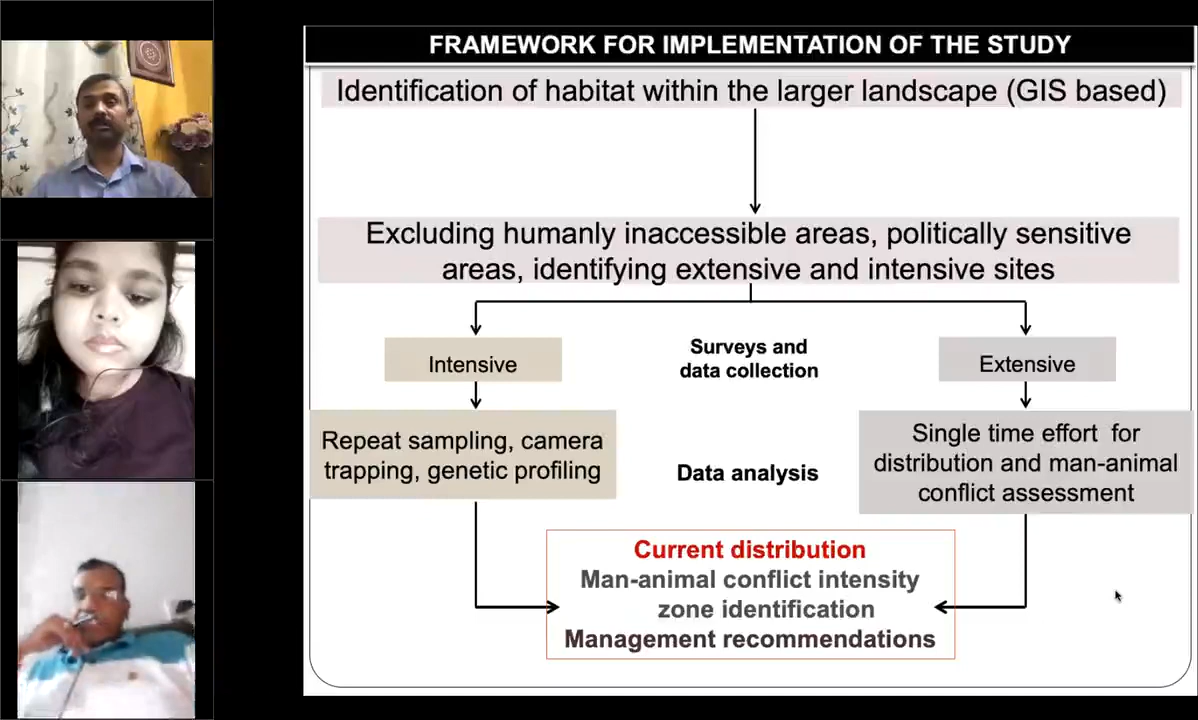 FRAMEWORK FOR IMPLEMENTATION OF THE STUDY
Identification of habitat within the larger landscape (GIS based)
Excluding humanly inaccessible areas, politically sensitive
areas, identifying extensive and intensive sites
Intensive
Surveys and
data collection
Extensive
Repeat sampling, camera
trapping, genetic profiling
Data analysis
Single time effort for
distribution and man-animal
conflict assessment
Current distribution
Man-animal conflict intensity
zone identification
Management recommendations